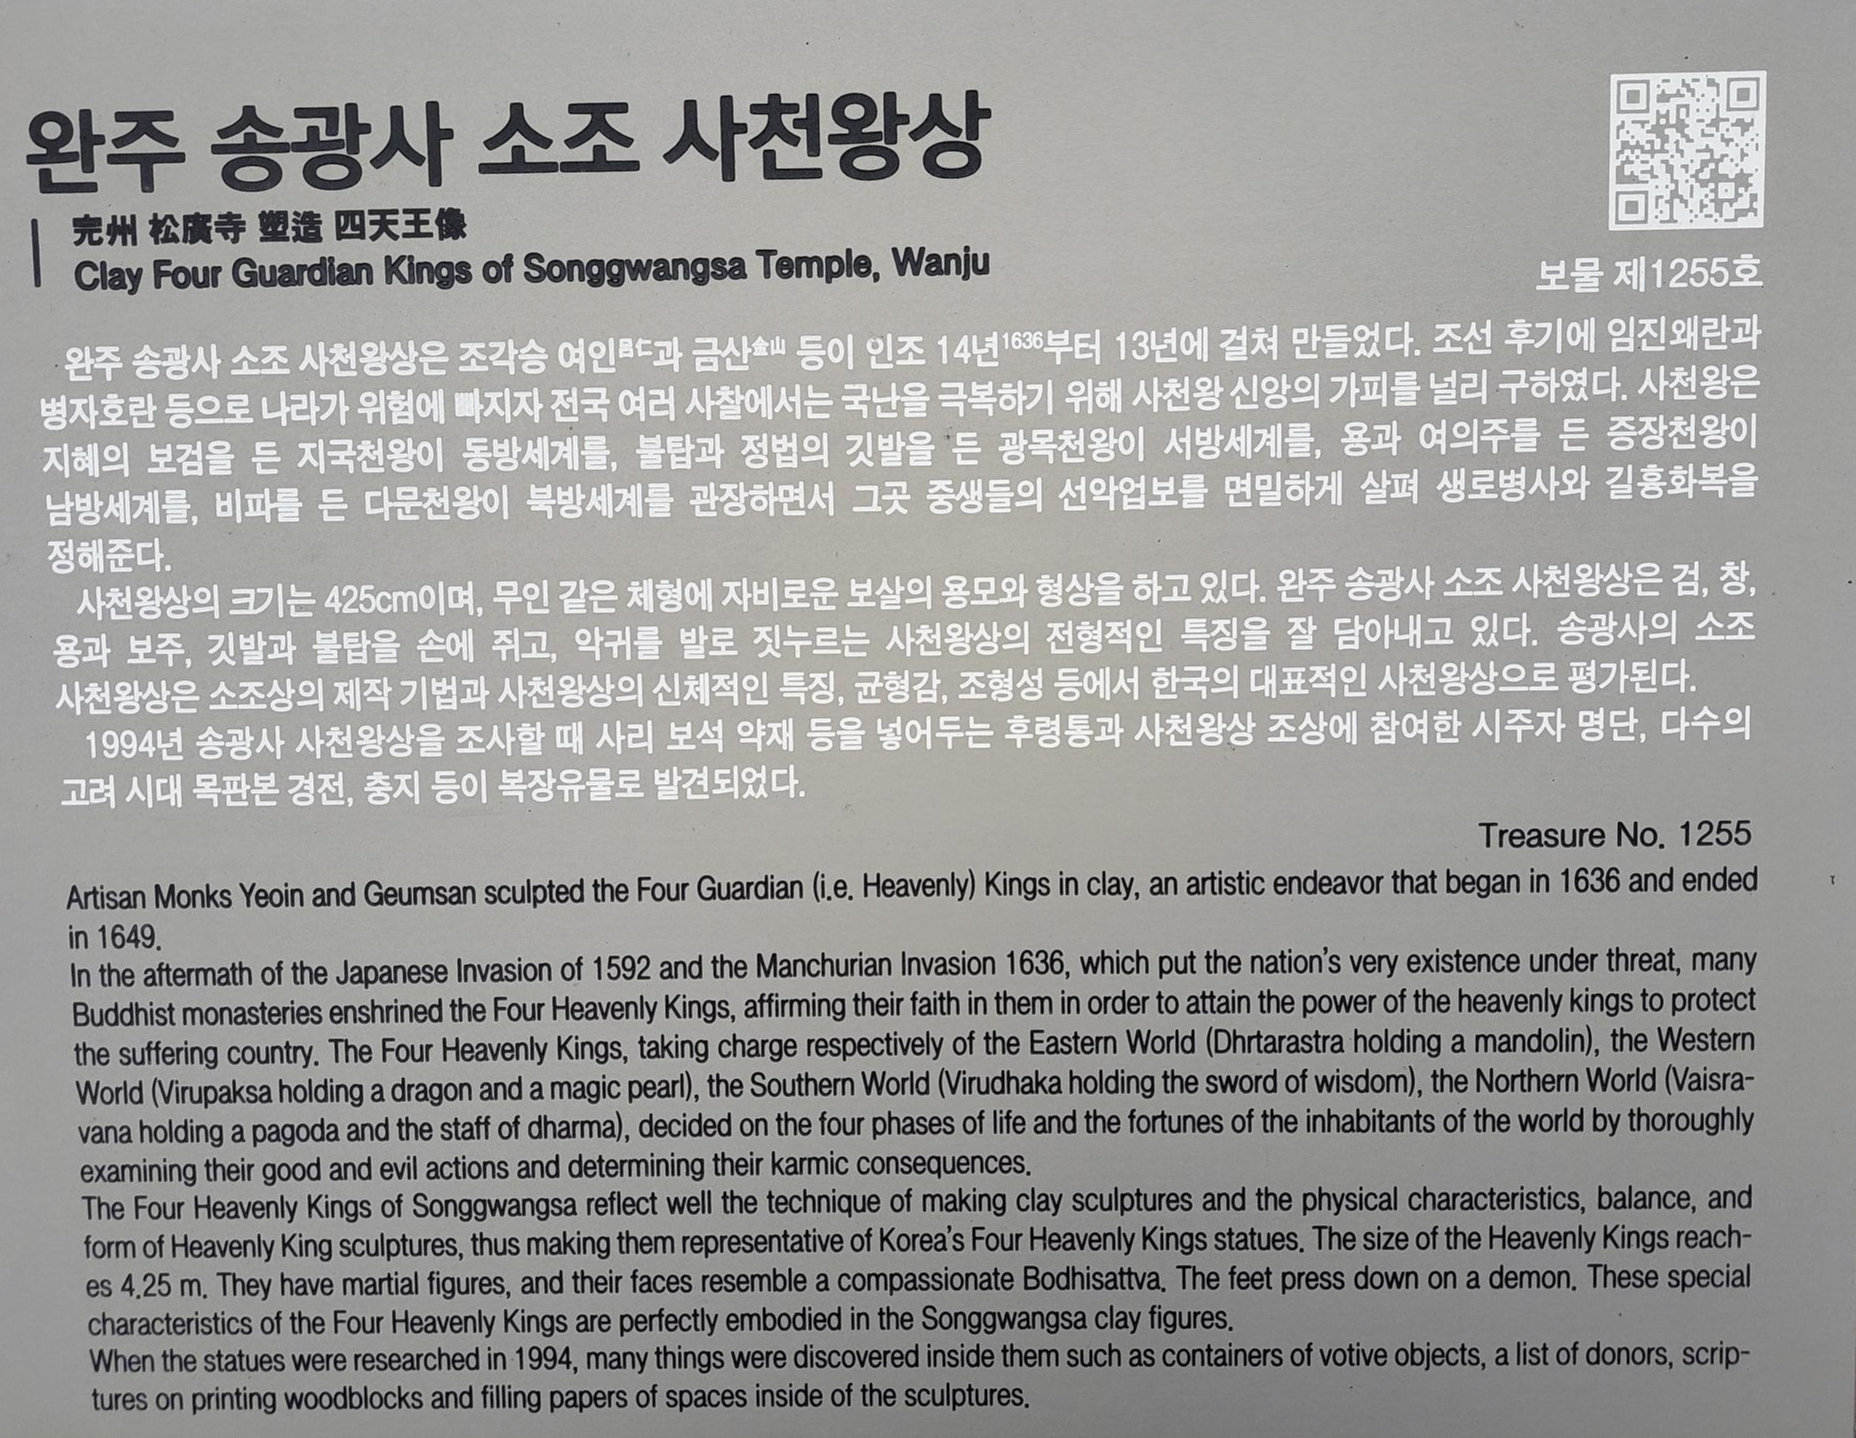 완주 송광사 소조 사천왕상
完州 松廣寺 塑造 四天王像
Clay Four Guardian Kings of Songgwangsa Temple, Wanju
보물 제1255호
완주 송광사 소조 사천왕상은 조각승 여인呂仁과 금산金山 등이 인조 14년1636부터 13년에 걸쳐 만들었다. 조선 후기에 임진왜란과
병자호란 등으로 나라가 위험에 빠지자 전국 여러 사찰에서는 국난을 극복하기 위해 사천왕 신앙의 가피를 널리 구하였다. 사천왕은
지혜의 보검을 든 지국천왕이 동방세계를, 불탑과 정법의 깃발을 든 광목천왕이 서방세계를, 용과 여의주를 든 증장천왕이
남방세계를, 비파를 든 다문천왕이 북방세계를 관장하면서 그곳 중생들의 선악업보를 면밀하게 살펴 생로병사와 길흉화복을
정해준다.
사천왕상의 크기는 425cm이며, 무인 같은 체형에 자비로운 보살의 용모와 형상을 하고 있다. 완주 송광사 소조 사천왕상은 검, 창,
용과 보주, 깃발과 불탑을 손에 쥐고, 악귀를 발로 짓누르는 사천왕상의 전형적인 특징을 잘 담아내고 있다. 송광사의 소조
사천왕상은 소조상의 제작 기법과 사천왕상의 신체적인 특징, 균형감, 조형성 등에서 한국의 대표적인 사천왕상으로 평가된다.
1994년 송광사 사천왕상을 조사할 때 사리 보석 약재 등을 넣어두는 후령통과 사천왕상 조상에 참여한 시주자 명단, 다수의
고려 시대 목판본 경전, 충지 등이 복장유물로 발견되었다.
Treasure No. 1255
Artisan Monks Yeoin and Geumsan sculpted the Four Guardian (i.e. Heavenly) Kings in clay, an artistic endeavor that began in 1636 and ended
in 1649.
In the aftermath of the Japanese Invasion of 1592 and the Manchurian Invasion 1636, which put the nation's very existence under threat, many
Buddhist monasteries enshrined the Four Heavenly Kings, affirming their faith in them in order to attain the power of the heavenly kings to protect
the suffering country. The Four Heavenly Kings, taking charge respectively of the Eastern World (Dhrtarastra holding a mandolin), the Western
World (Virupaksa holding a dragon and a magic pearl), the Southern World (Virudhaka holding the sword of wisdom), the Northern World (Vaisra-
vana holding a pagoda and the staff of dharma), decided on the four phases of life and the fortunes of the inhabitants of the world by thoroughly
examining their good and evil actions and determining their karmic consequences.
The Four Heavenly Kings of Songgwangsa reflect well the technique of making clay sculptures and the physical characteristics, balance, and
form of Heavenly King sculptures, thus making them representative of Korea's Four Heavenly Kings statues. The size of the Heavenly Kings reach-
es 4.25 m. They have martial figures, and their faces resemble a compassionate Bodhisattva. The feet press down on a demon. These special
characteristics of the Four Heavenly Kings are perfectly embodied in the Songgwangsa clay figures.
When the statues were researched in 1994, many things were discovered inside them such as containers of votive objects, a list of donors, scrip-
tures on printing woodblocks and filling papers of spaces inside of the sculptures.